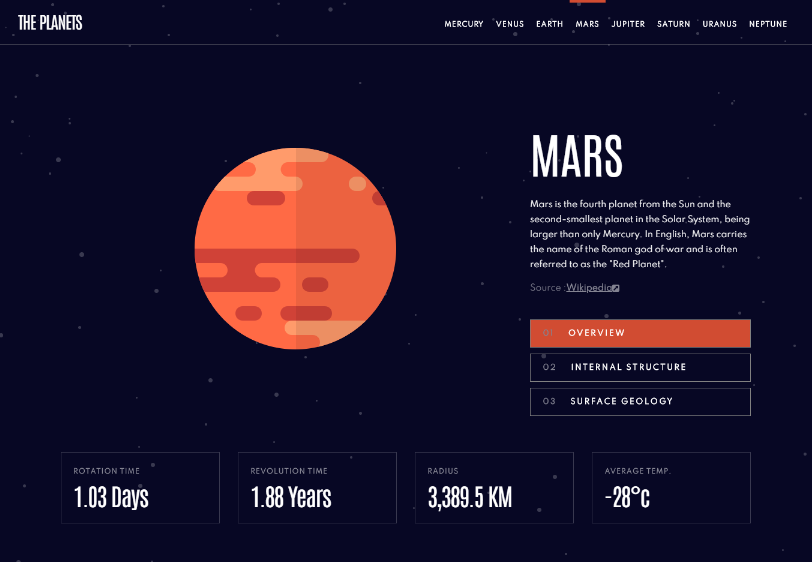 THE PLANETS
MERCURY VENUS EARTH MARS JUPITER SATURN URANUS NEPTUNE
MARS
Mars is the fourth planet from the Sun and the
second-smallest planet in the Solar System, being
larger than only Mercury. In English, Mars carries
the name of the Roman god of war and is often
referred to as the "Red Planet".
Source :Wikipedia
01 OVERVIEW
02 INTERNAL STRUCTURE
03 SURFACE GEOLOGY
ROTATION TIME
1.03 Days
REVOLUTION TIME
1.88 Years
RADIUS
3,389.5 KM
AVERAGE TEMP.
-28°c